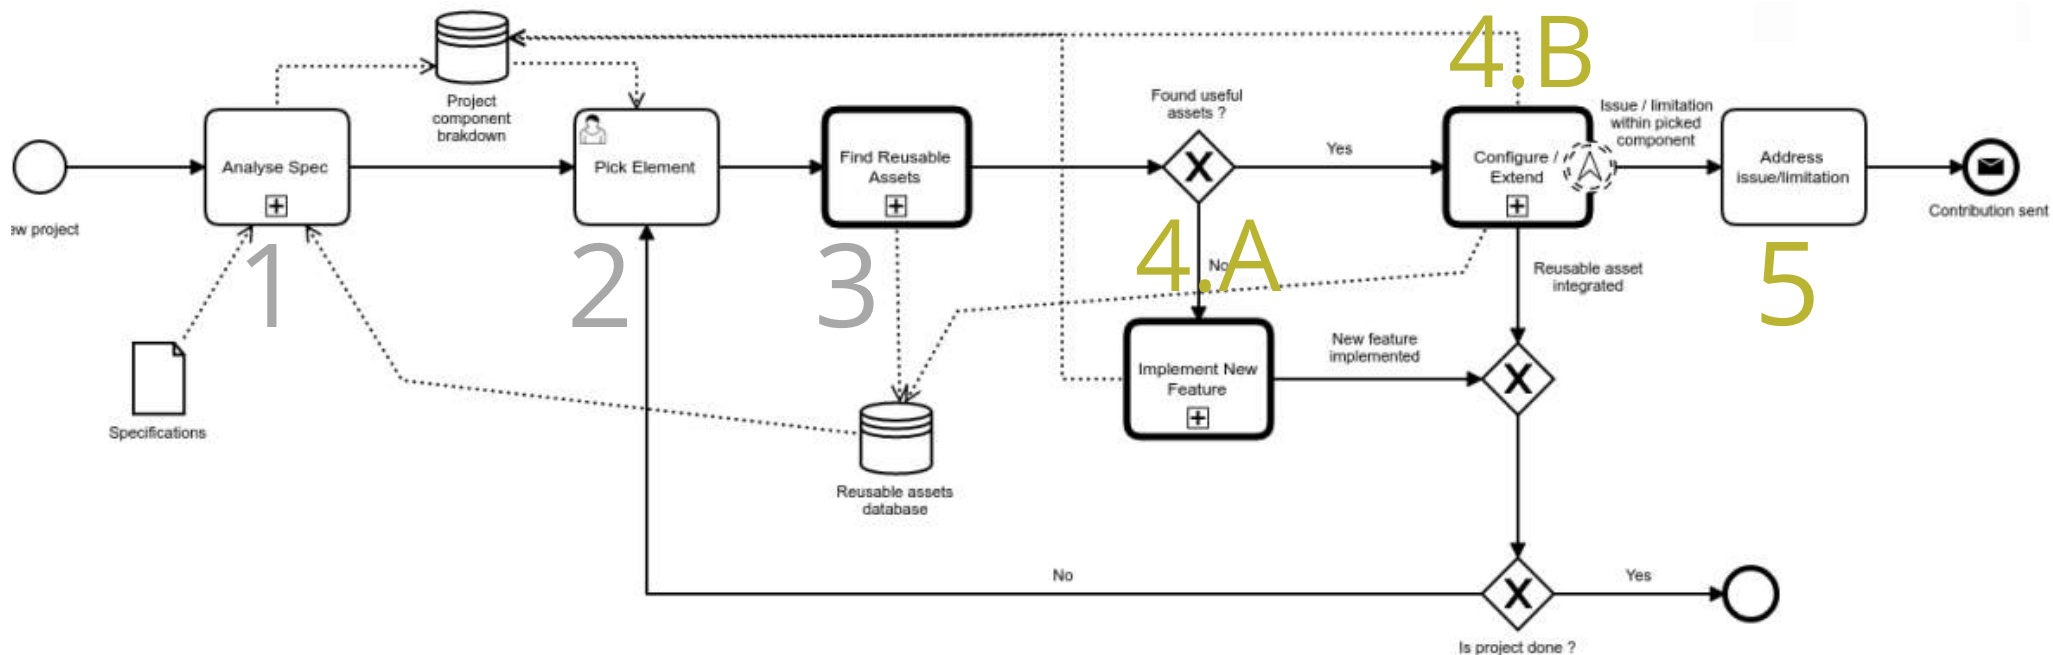 4.B
Project
component
brakdown
Found useful
assets ?
Issue / limitation
within picked
component
Analyse Spec
Pick Element
Find Reusable
Assets
X
Yes
Configure /
Extend
Address
issue/limitation
ew project
Contribution sent
1
2
3
4.A
No
Reusable asset
integrated
5
Implement New
Feature
New feature
implemented
X
Specifications
Reusable assets
database
No
X
Yes
Is project done ?